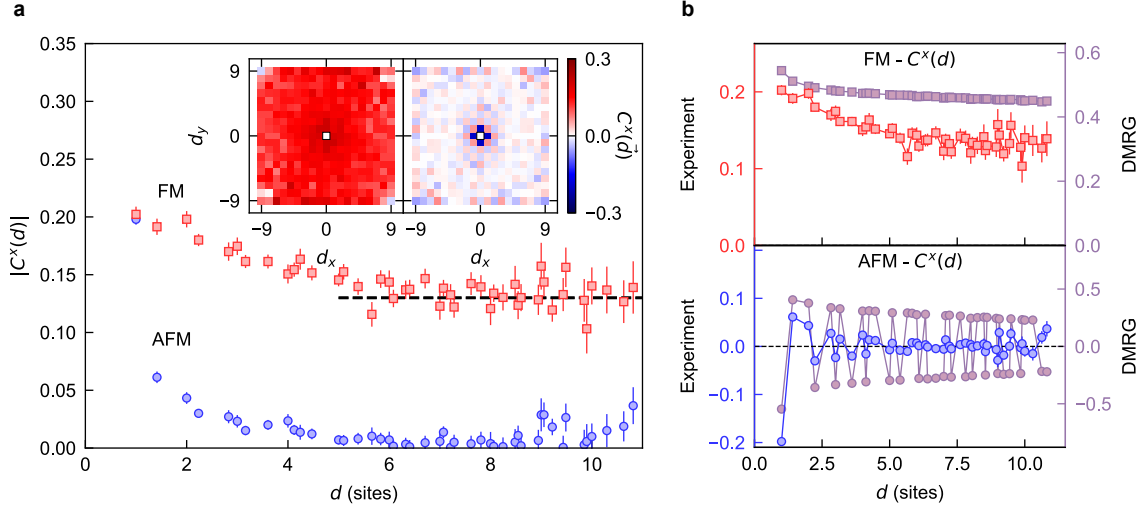 a
0.35
0.30
0.25
0.20
0.15
0.10
0.05
0.00
|Cˣ(d)|
0 2 4 6 8 10
d (sites)
FM
AFM
9
0
−9
d_y
−9 0 9
d_x
−9 0 9
d_x
0.3
0.0
−0.3
Cˣ(d⃗)
b
FM - Cˣ(d)
0.2
0.1
0.0
Experiment
0.6
0.4
0.2
0.0
DMRG
AFM - Cˣ(d)
0.1
0.0
−0.1
−0.2
Experiment
0.5
0.0
−0.5
DMRG
0.0 2.5 5.0 7.5 10.0
d (sites)